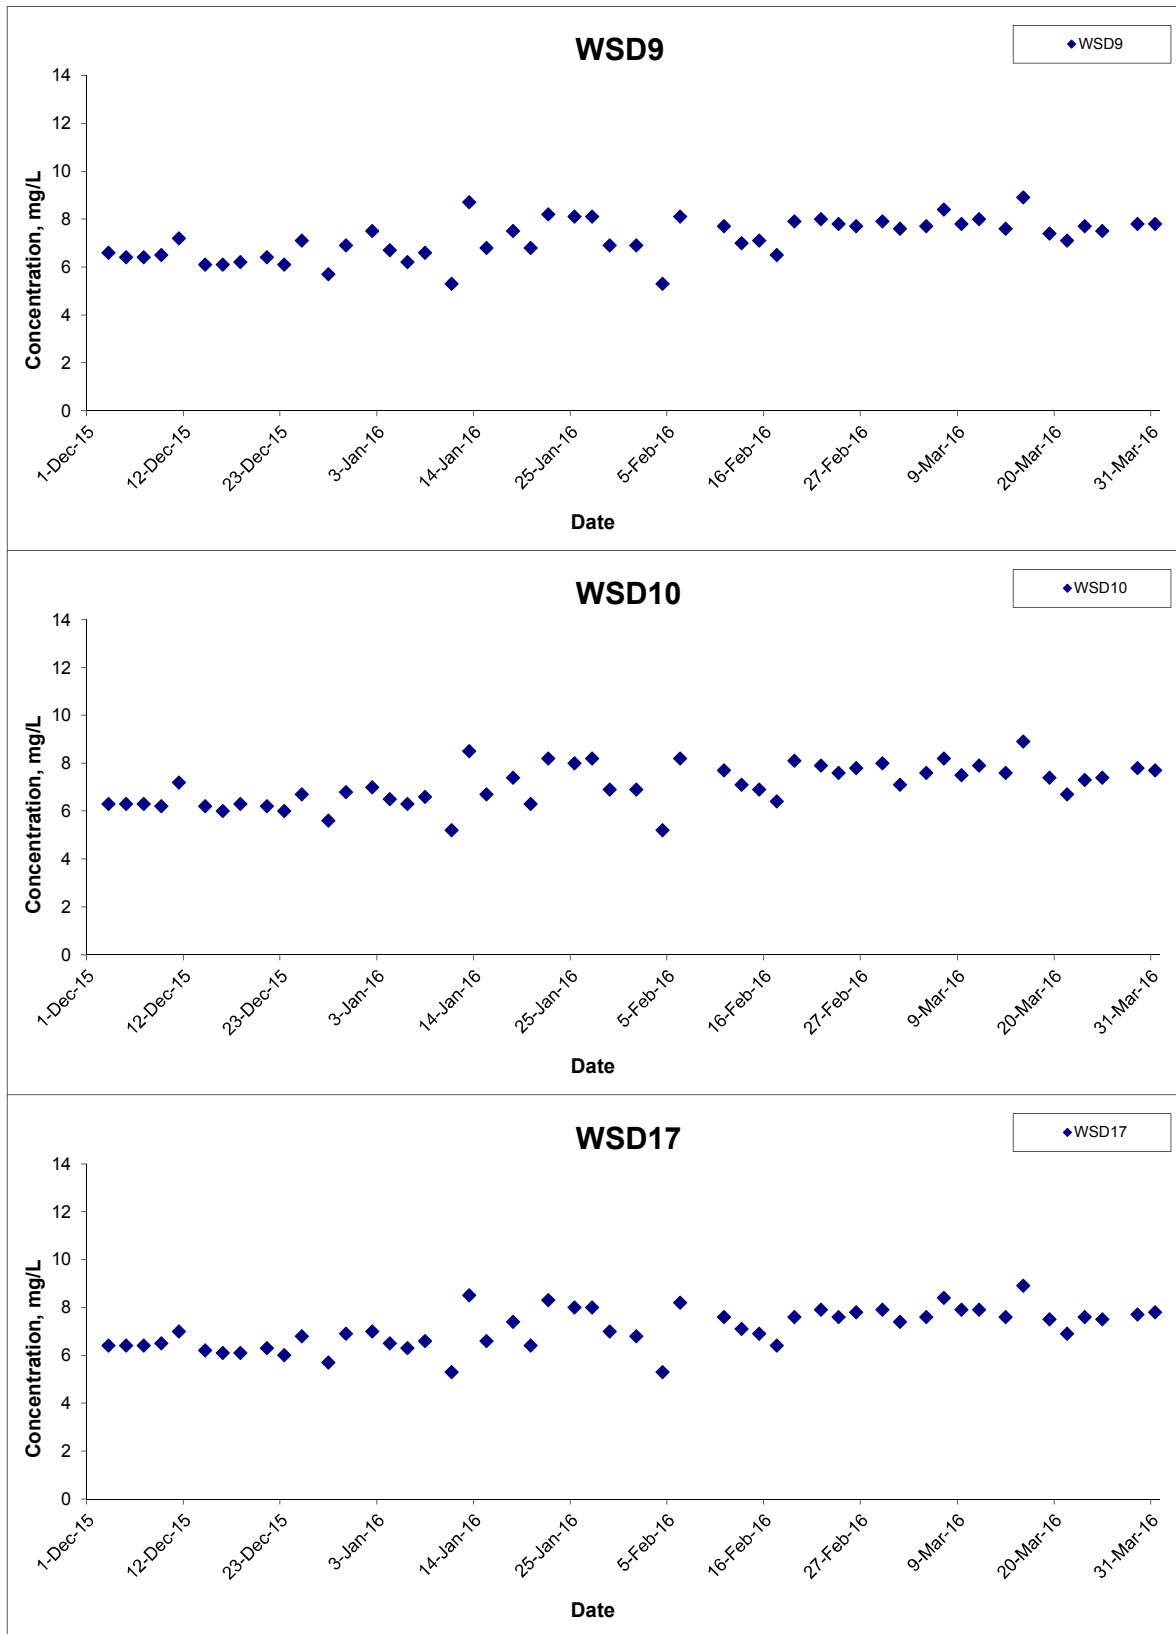 WSD9
WSD9
14
12
10
8
6
4
2
0
Concentration, mg/L
1-Dec-15
12-Dec-15
23-Dec-15
3-Jan-16
14-Jan-16
25-Jan-16
5-Feb-16
16-Feb-16
27-Feb-16
9-Mar-16
20-Mar-16
31-Mar-16
Date
WSD10
WSD10
14
12
10
8
6
4
2
0
Concentration, mg/L
1-Dec-15
12-Dec-15
23-Dec-15
3-Jan-16
14-Jan-16
25-Jan-16
5-Feb-16
16-Feb-16
27-Feb-16
9-Mar-16
20-Mar-16
31-Mar-16
Date
WSD17
WSD17
14
12
10
8
6
4
2
0
Concentration, mg/L
1-Dec-15
12-Dec-15
23-Dec-15
3-Jan-16
14-Jan-16
25-Jan-16
5-Feb-16
16-Feb-16
27-Feb-16
9-Mar-16
20-Mar-16
31-Mar-16
Date